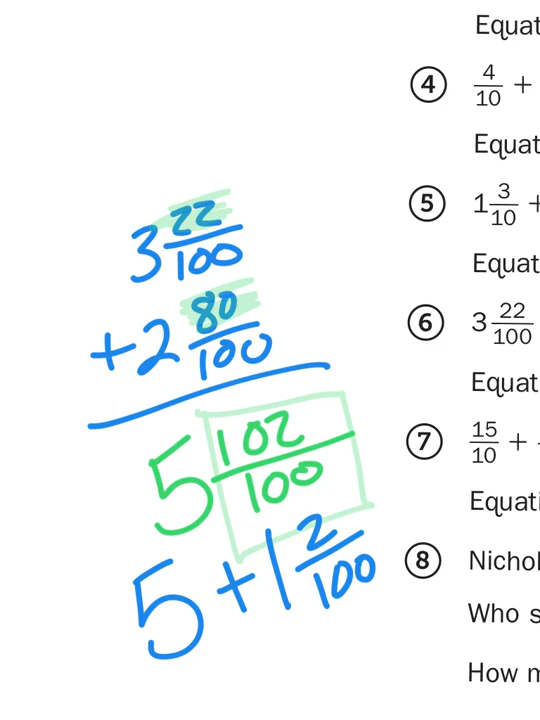 Equat
④ 4/10 +
Equat
⑤ 1 3/10 +
Equat
⑥ 3 22/100
Equat
⑦ 15/10 +
Equati
⑧ Nichol
Who s
How m
3 22/100
+ 2 80/100
5 102/100
5 + 1 2/100